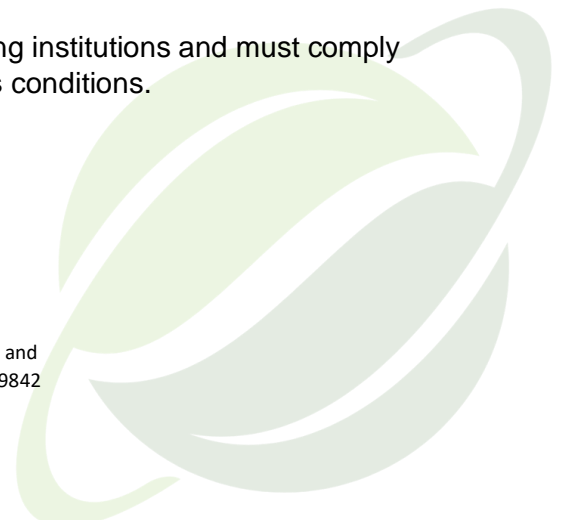 ng institutions and must comply
s conditions.
and
9842